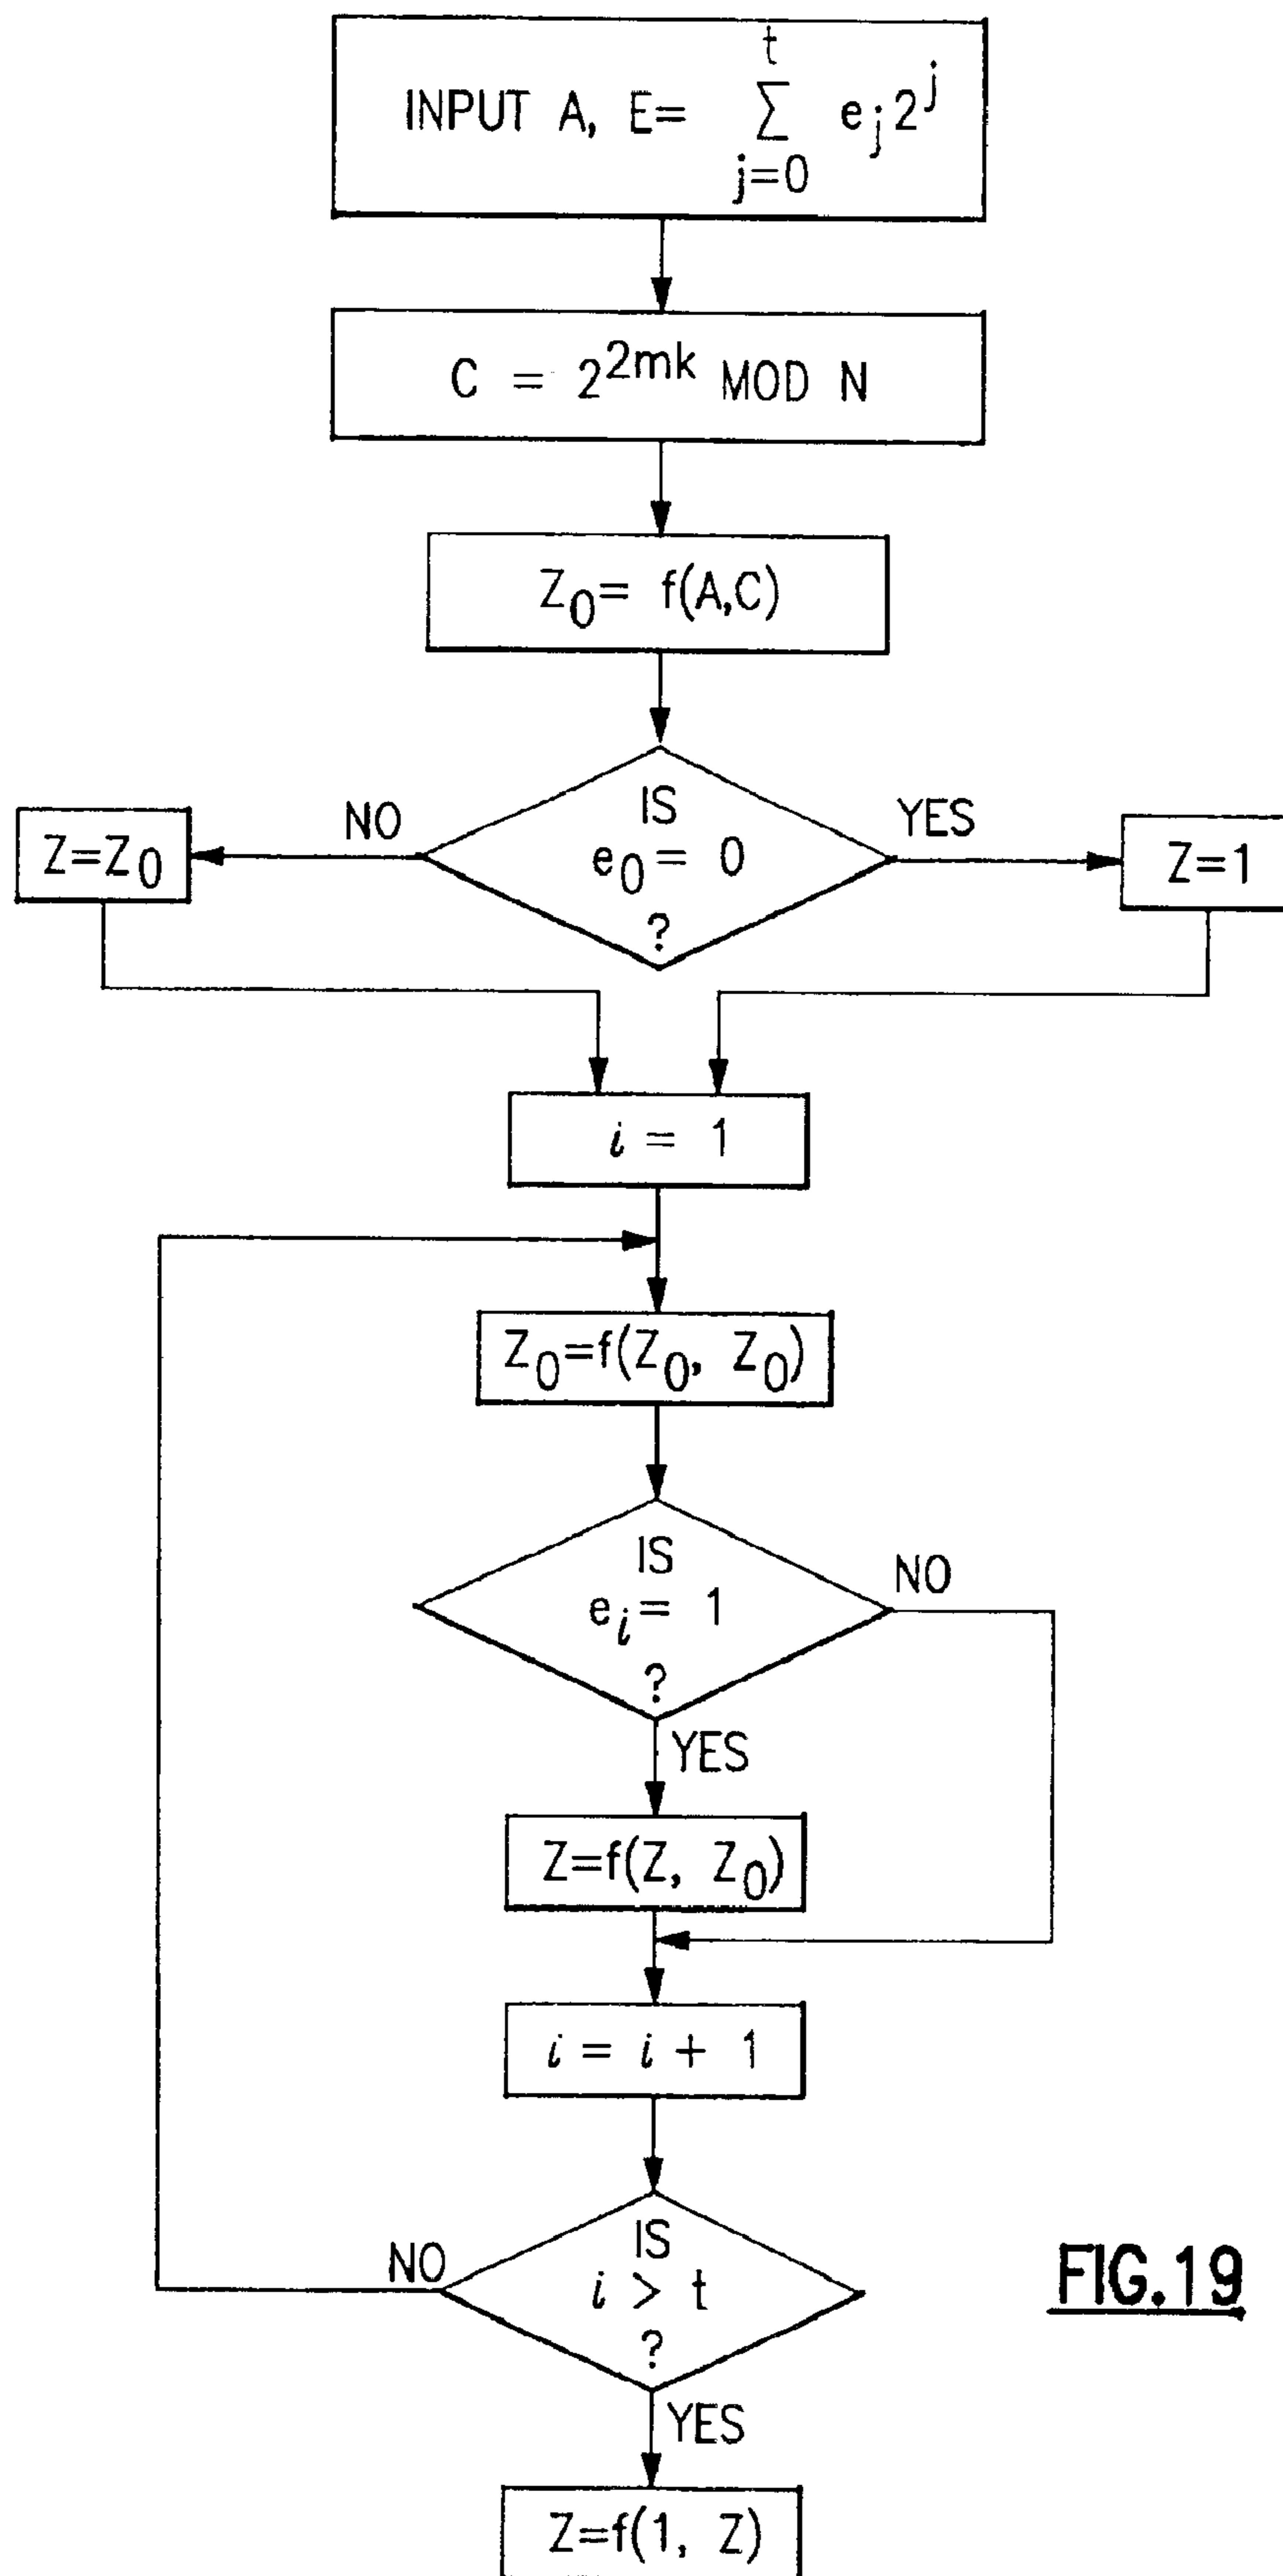 t
INPUT A, E= ∑ e_j 2^j
j=0
C = 2^2mk MOD N
Z_0= f(A,C)
NO
IS
e_0= 0
?
YES
Z=Z_0
Z=1
i = 1
Z_0=f(Z_0, Z_0)
IS
e_i= 1
?
NO
YES
Z=f(Z, Z_0)
i = i + 1
NO
IS
i > t
?
FIG.19
YES
Z=f(1, Z)